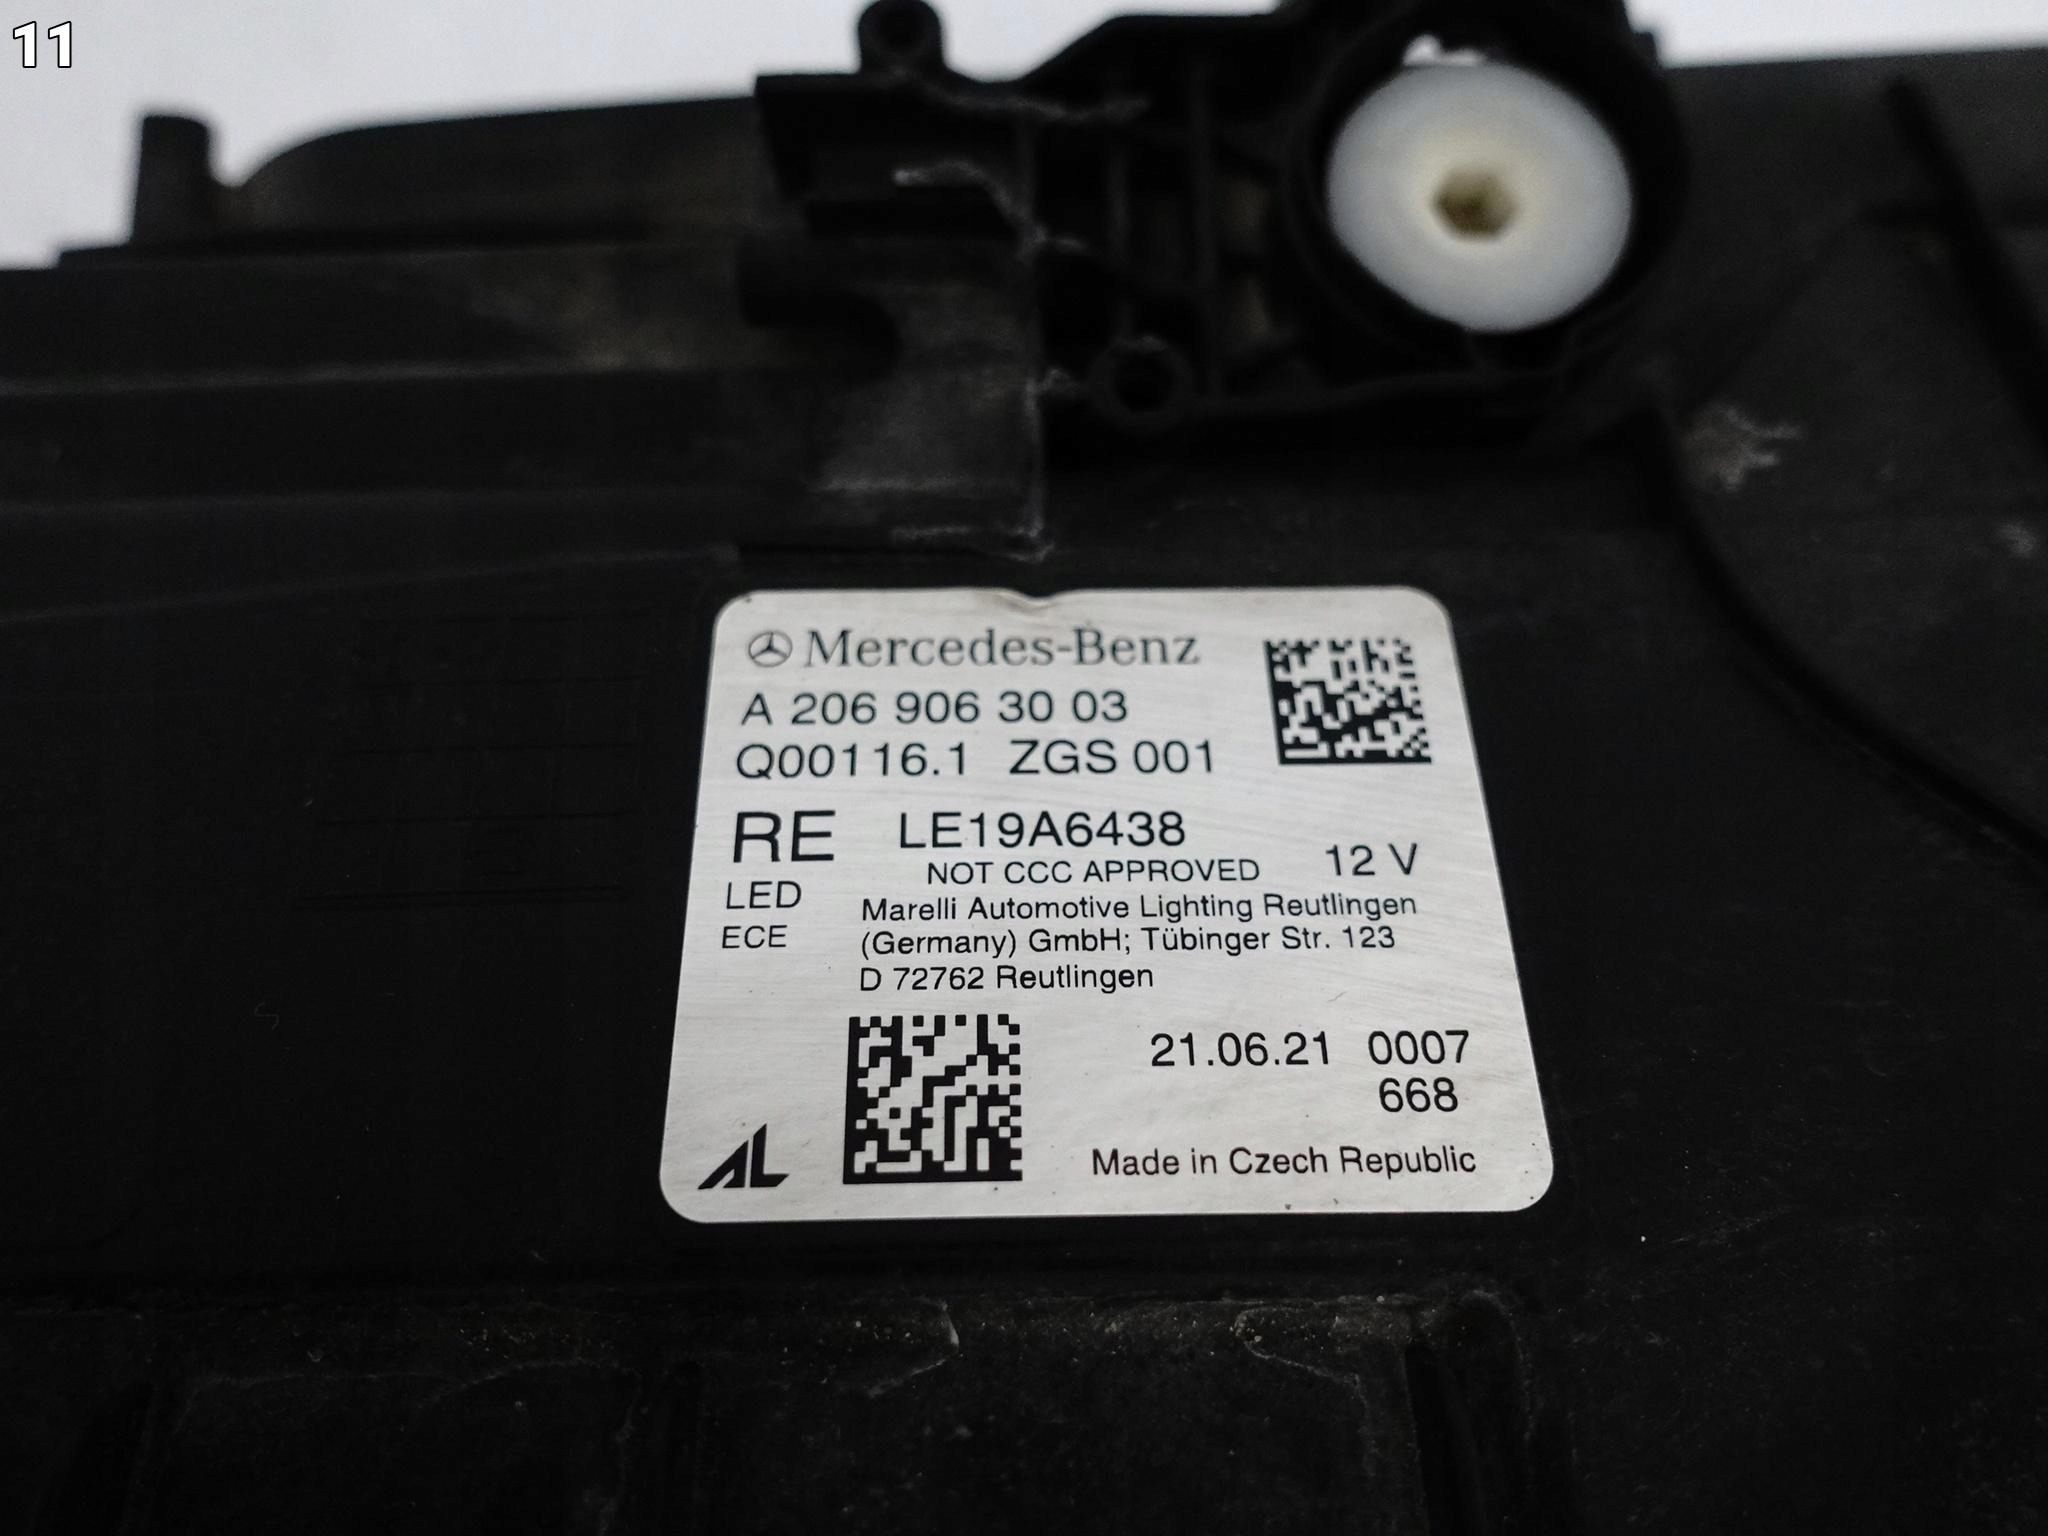 11
Mercedes-Benz
A 206 906 30 03
Q00116.1 ZGS 001
RE LE19A6438
NOT CCC APPROVED 12 V
LED
ECE
Marelli Automotive Lighting Reutlingen
(Germany) GmbH; Tübinger Str. 123
D 72762 Reutlingen
21.06.21 0007
668
AL
Made in Czech Republic